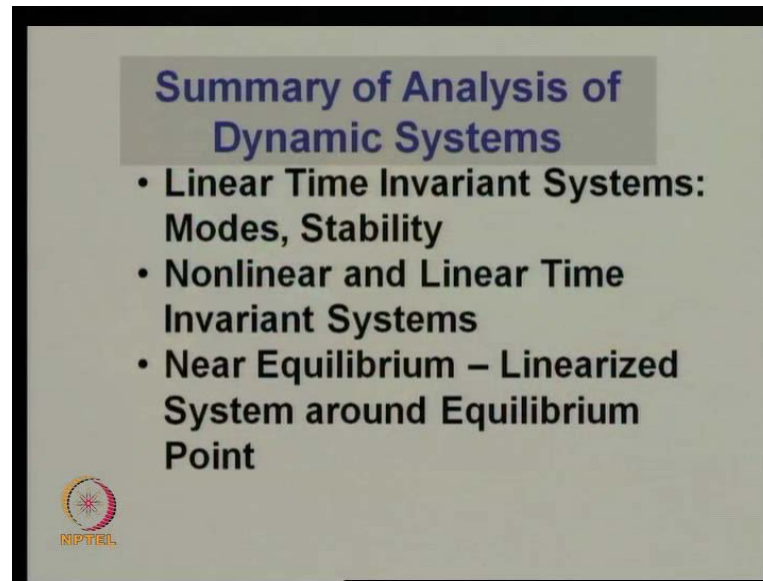 Summary of Analysis of
Dynamic Systems
• Linear Time Invariant Systems:
Modes, Stability
• Nonlinear and Linear Time
Invariant Systems
• Near Equilibrium – Linearized
System around Equilibrium
Point
NPTEL